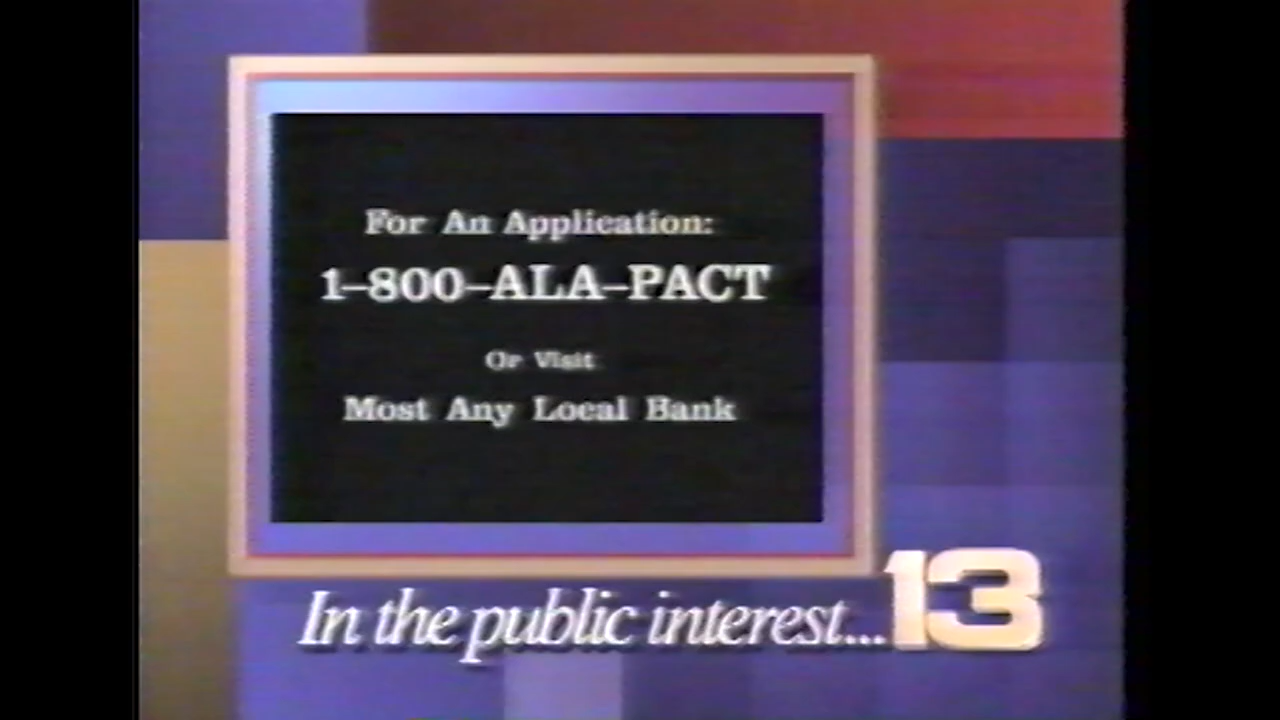 For An Application:
1-800-ALA-PACT
Or Visit
Most Any Local Bank
In the public interest...13